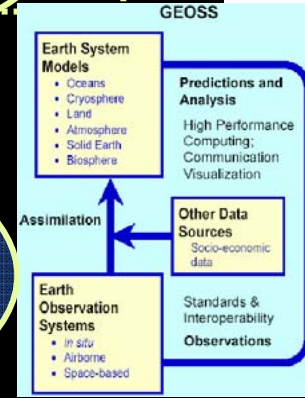 GEOSS
Earth System
Models
• Oceans
• Cryosphere
• Land
• Atmosphere
• Solid Earth
• Biosphere
Predictions and
Analysis
High Performance
Computing;
Communication
Visualization
Assimilation
Other Data
Sources
Socio-economic
data
Earth
Observation
Systems
• In situ
• Airborne
• Space-based
Standards &
Interoperability
Observations